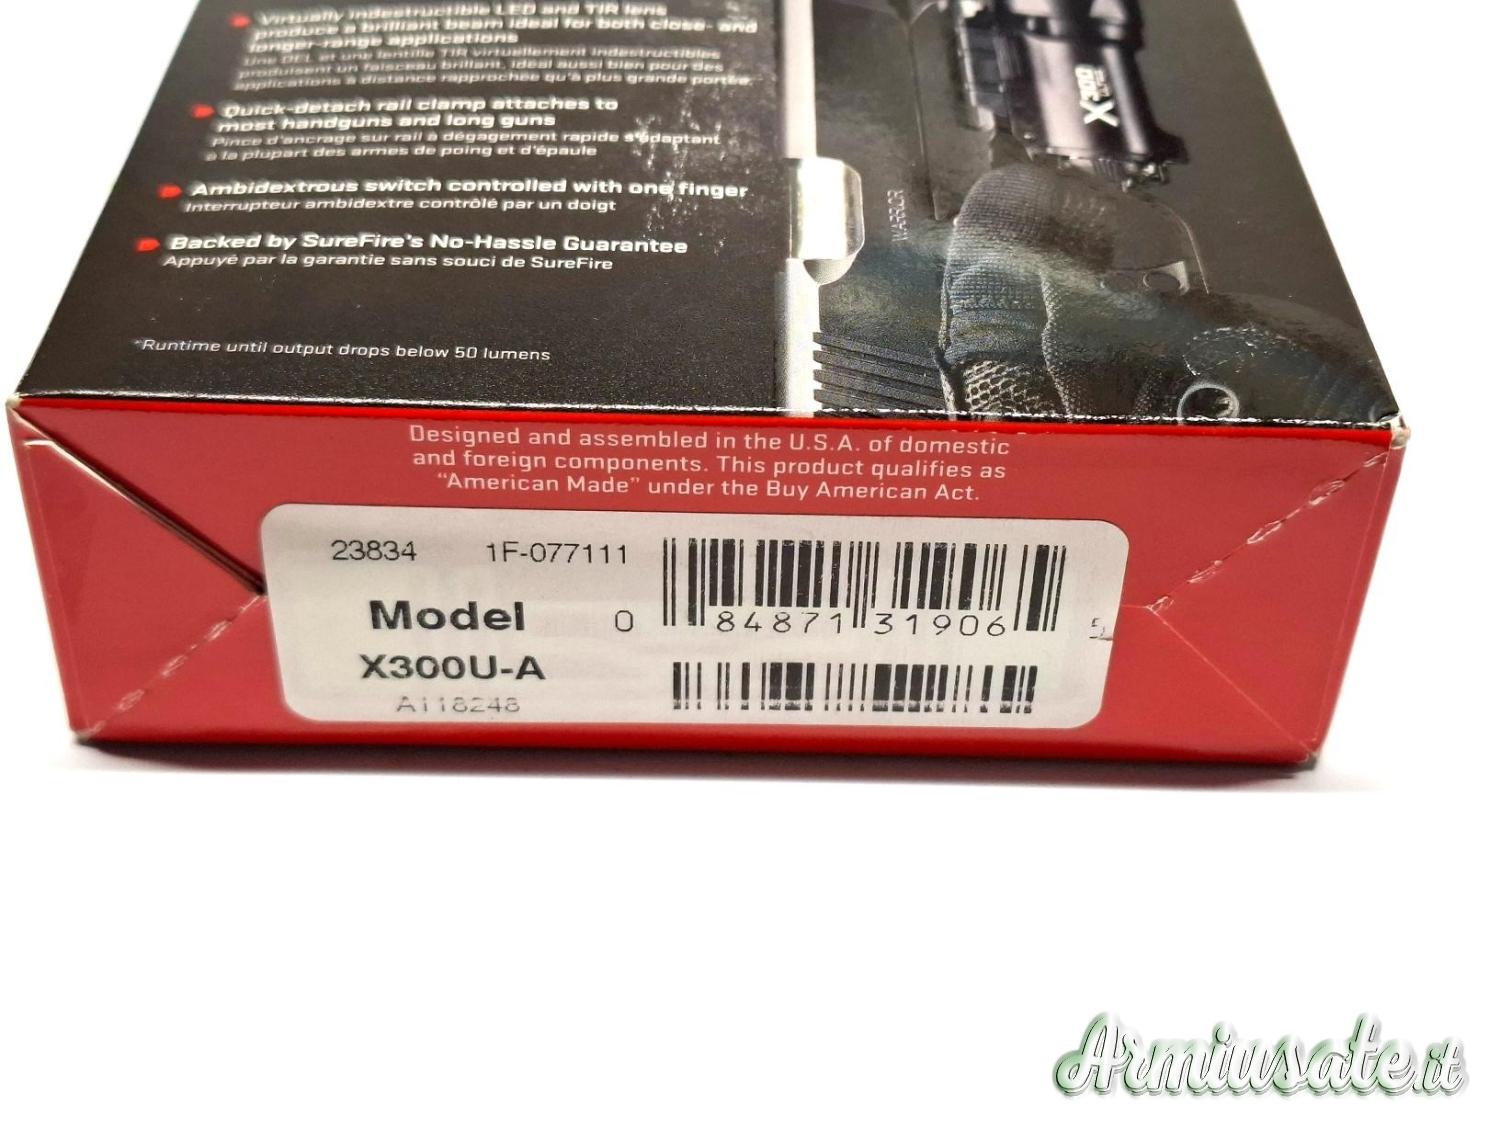 Virtually indestructible LED and TIR lens
produce a brilliant beam ideal for both close- and
longer-range applications
Une DEL et une lentille TIR virtuellement indestructibles
produisent un faisceau brillant, idéal aussi bien pour des
applications à distance rapprochée qu'à plus grande portée.
Quick-detach rail clamp attaches to
most handguns and long guns
Pince d'ancrage sur rail à dégagement rapide s'adaptant
à la plupart des armes de poing et d'épaule
Ambidextrous switch controlled with one finger
Interrupteur ambidextre contrôlé par un doigt
Backed by SureFire's No-Hassle Guarantee
Appuyé par la garantie sans souci de SureFire
*Runtime until output drops below 50 lumens
X300
WARRIOR
Designed and assembled in the U.S.A. of domestic
and foreign components. This product qualifies as
"American Made" under the Buy American Act.
23834 1F-077111
Model
X300U-A
A118248
0 84871 31906 5
Armiusate.it